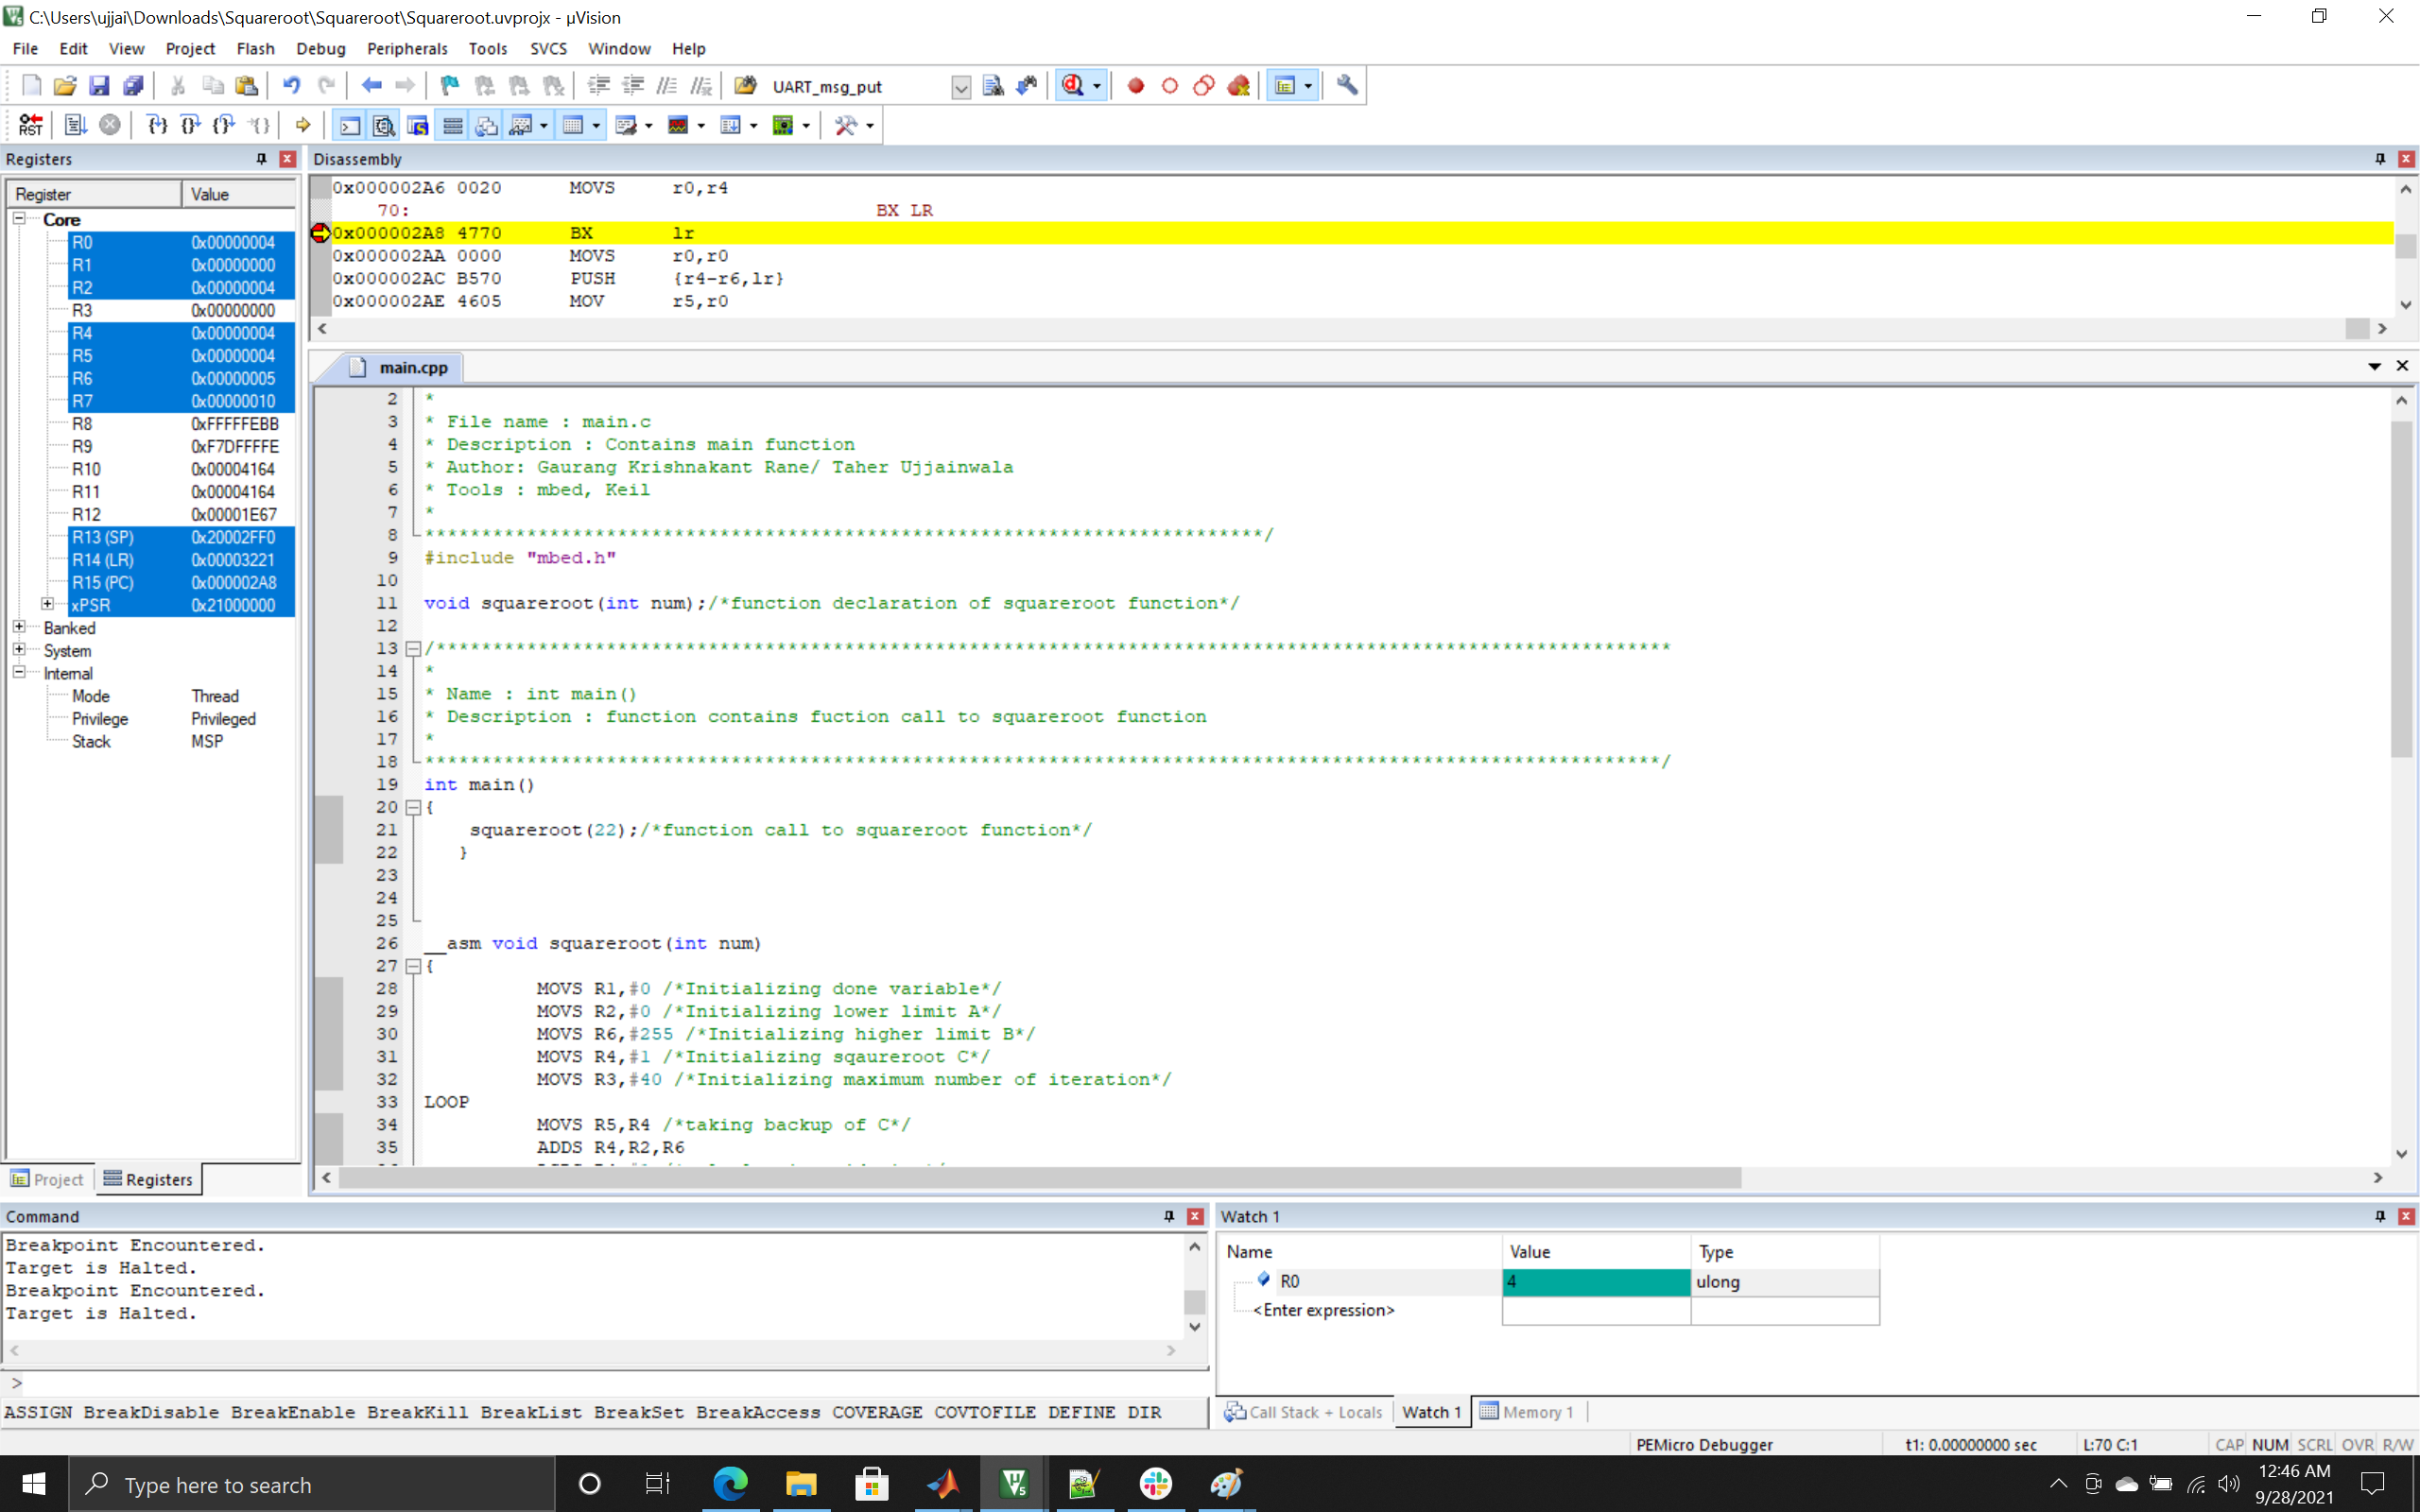 C:\Users\ujjai\Downloads\Squareroot\Squareroot\Squareroot.uvprojx - µVision
File Edit View Project Flash Debug Peripherals Tools SVCS Window Help
UART_msg_put
RST
Registers
Register Value
Core
R0 0x00000004
R1 0x00000000
R2 0x00000004
R3 0x00000000
R4 0x00000004
R5 0x00000004
R6 0x00000005
R7 0x00000010
R8 0xFFFFFEBB
R9 0xF7DFFFFE
R10 0x00004164
R11 0x00004164
R12 0x00001E67
R13 (SP) 0x20002FF0
R14 (LR) 0x00003221
R15 (PC) 0x000002A8
xPSR 0x21000000
Banked
System
Internal
Mode Thread
Privilege Privileged
Stack MSP
Project Registers
Disassembly
0x000002A6 0020 MOVS r0,r4
70: BX LR
0x000002A8 4770 BX lr
0x000002AA 0000 MOVS r0,r0
0x000002AC B570 PUSH {r4-r6,lr}
0x000002AE 4605 MOV r5,r0
main.cpp
2 *
3 * File name : main.c
4 * Description : Contains main function
5 * Author: Gaurang Krishnakant Rane/ Taher Ujjainwala
6 * Tools : mbed, Keil
7 *
8 **************************************************************************/
9 #include "mbed.h"
10
11 void squareroot(int num);/*function declaration of squareroot function*/
12
13 /*************************************************************************************************************
14 *
15 * Name : int main()
16 * Description : function contains fuction call to squareroot function
17 *
18 *************************************************************************************************************/
19 int main()
20 {
21 squareroot(22);/*function call to squareroot function*/
22 }
23
24
25
26 __asm void squareroot(int num)
27 {
28 MOVS R1,#0 /*Initializing done variable*/
29 MOVS R2,#0 /*Initializing lower limit A*/
30 MOVS R6,#255 /*Initializing higher limit B*/
31 MOVS R4,#1 /*Initializing sqaureroot C*/
32 MOVS R3,#40 /*Initializing maximum number of iteration*/
33 LOOP
34 MOVS R5,R4 /*taking backup of C*/
35 ADDS R4,R2,R6
Command
Breakpoint Encountered.
Target is Halted.
Breakpoint Encountered.
Target is Halted.
>
ASSIGN BreakDisable BreakEnable BreakKill BreakList BreakSet BreakAccess COVERAGE COVTOFILE DEFINE DIR
Watch 1
Name Value Type
R0 4 ulong
<Enter expression>
Call Stack + Locals Watch 1 Memory 1
PEMicro Debugger t1: 0.00000000 sec L:70 C:1 CAP NUM SCRL OVR R/W
Type here to search
12:46 AM
9/28/2021